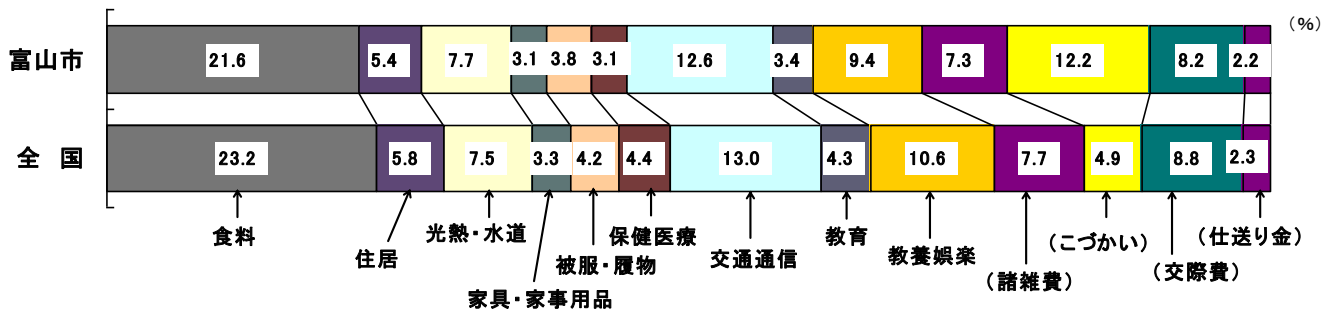 （％）
富山市 21.6 5.4 7.7 3.1 3.8 3.1 12.6 3.4 9.4 7.3 12.2 8.2 2.2
全　国 23.2 5.8 7.5 3.3 4.2 4.4 13.0 4.3 10.6 7.7 4.9 8.8 2.3
食料
住居
光熱・水道
家具・家事用品
被服・履物
保健医療
交通通信
教育
教養娯楽
（諸雑費）
（こづかい）
（交際費）
（仕送り金）